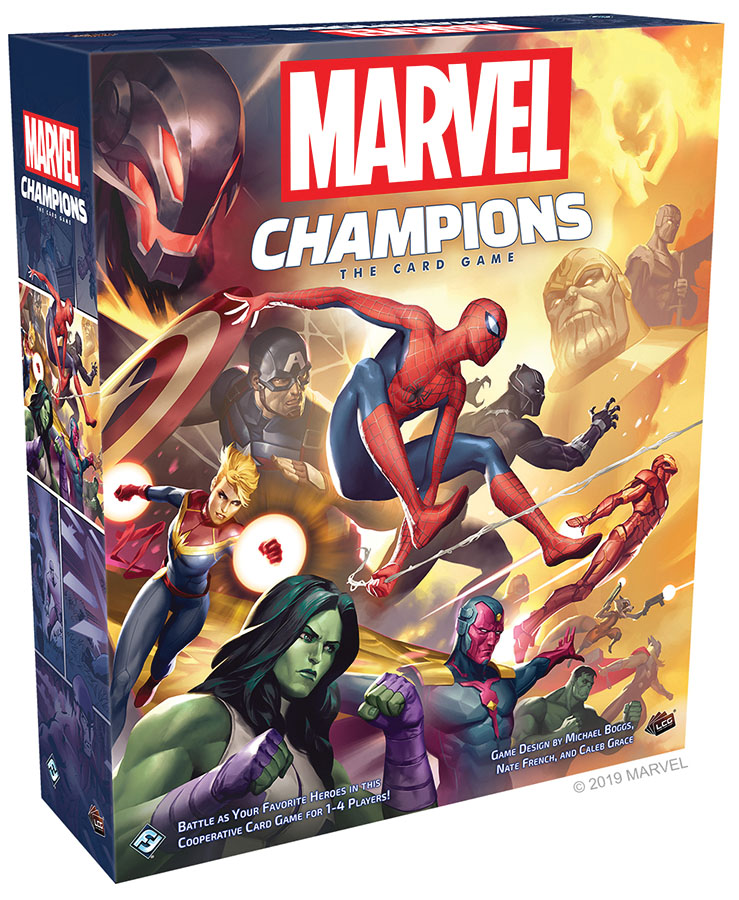 MARVEL
CHAMPIONS
THE CARD GAME
MARVEL
CHAMPIONS
THE CARD GAME
GAME DESIGN BY MICHAEL BOGGS,
NATE FRENCH, AND CALEB GRACE
LCG
BATTLE AS YOUR FAVORITE HEROES IN THIS
COOPERATIVE CARD GAME FOR 1-4 PLAYERS!
© 2019 MARVEL